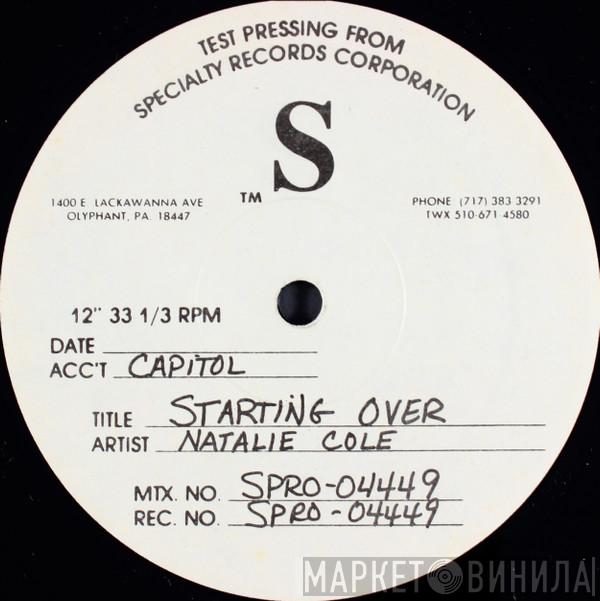 TEST PRESSING FROM
SPECIALTY RECORDS CORPORATION
S
TM
1400 E. LACKAWANNA AVE
OLYPHANT, PA. 18447
PHONE (717) 383 3291
TWX 510-671-4580
12" 33 1/3 RPM
DATE
ACC'T CAPITOL
TITLE STARTING OVER
ARTIST NATALIE COLE
MTX. NO. SPRO-04449
REC. NO. SPRO-04449
МАРКЕТ ВИНИЛА